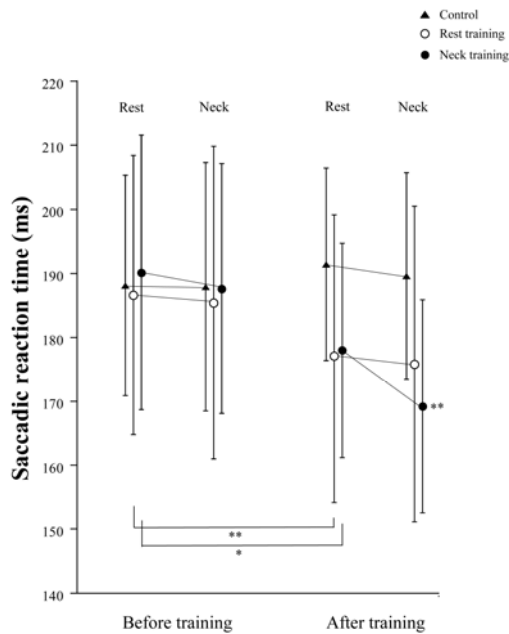 Control
Rest training
Neck training
220
210
200
190
180
170
160
150
140
Saccadic reaction time (ms)
Rest
Neck
Rest
Neck
**
**
*
Before training
After training